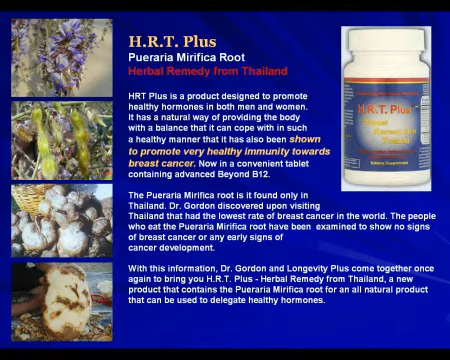 H.R.T. Plus
Pueraria Mirifica Root
Herbal Remedy from Thailand
HRT Plus is a product designed to promote
healthy hormones in both men and women.
It has a natural way of providing the body
with a balance that it can cope with in such
a healthy manner that it has also been shown
to promote very healthy immunity towards
breast cancer. Now in a convenient tablet
containing advanced Beyond B12.
The Pueraria Mirifica root is it found only in
Thailand. Dr. Gordon discovered upon visiting
Thailand that had the lowest rate of breast cancer in the world. The people
who eat the Pueraria Mirifica root have been examined to show no signs
of breast cancer or any early signs of
cancer development.
With this information, Dr. Gordon and Longevity Plus come together once
again to bring you H.R.T. Plus - Herbal Remedy from Thailand, a new
product that contains the Pueraria Mirifica root for an all natural product
that can be used to delegate healthy hormones.
H.R.T. Plus
Herbal
Remedy from
Thailand
Dietary Supplement